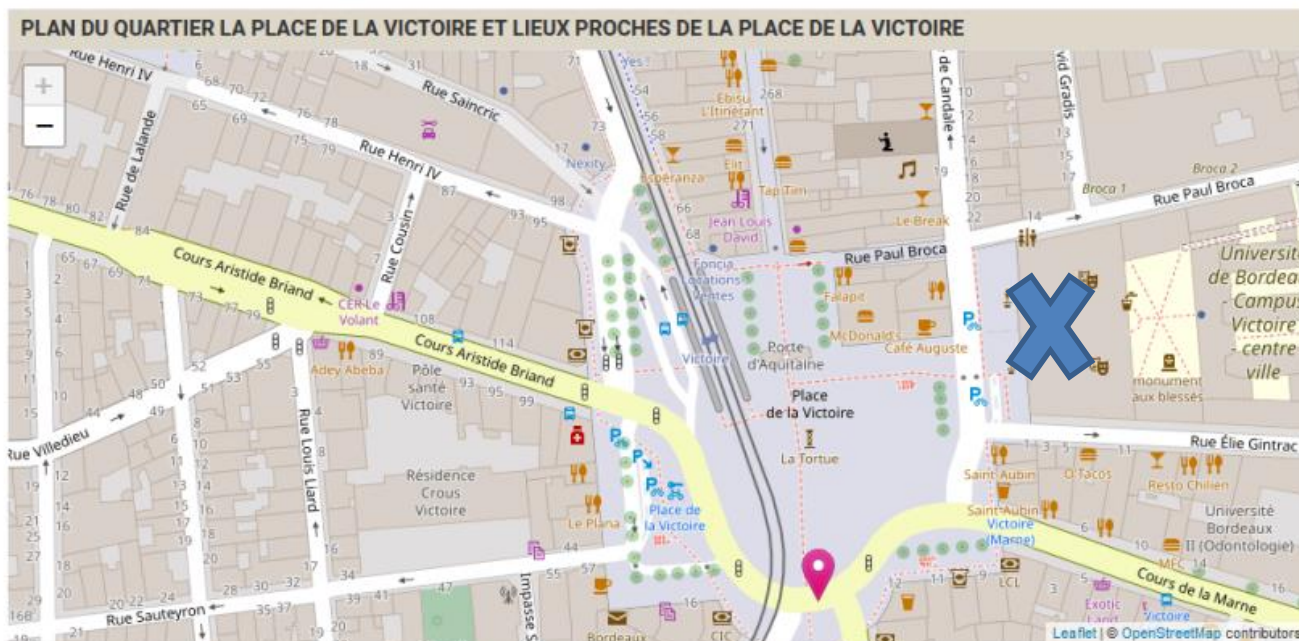 PLAN DU QUARTIER LA PLACE DE LA VICTOIRE ET LIEUX PROCHES DE LA PLACE DE LA VICTOIRE
+
−
Rue Henri IV
Rue de Lalande
Rue Saincric
Rue Henri IV
Rue Cousin
Nexity
Esperanza
Ebisu
L'Itinérant
Elit
Tap Tim
Jean Louis
David
Le Break
de Candale
vid Gradis
Broca 1
Broca 2
Rue Paul Broca
Rue Paul Broca
Foncia
Locations
Ventes
Falapit
McDonald's
Café Auguste
Porte
d'Aquitaine
Victoire
Place
de la Victoire
La Tortue
Université
de Bordeau
- Campus
Victoire
- centre
ville
monument
aux blessés
Cours Aristide Briand
CER Le
Volant
Cours Aristide Briand
Adey Abeba
Pôle
santé
Victoire
Rue Villedieu
Rue Louis Liard
Résidence
Crous
Victoire
Le Plana
Place de
la Victoire
Rue Élie Gintrac
Saint-Aubin
O'Tacos
Resto Chilien
Saint-Aubin
Victoire
(Marne)
Université
Bordeaux
II (Odontologie)
MFC
LCL
Exotic
Land
Victoire
Cours de la Marne
Rue Sauteyron
Impasse S
Bordeaux
CIC
Leaflet | © OpenStreetMap contributors